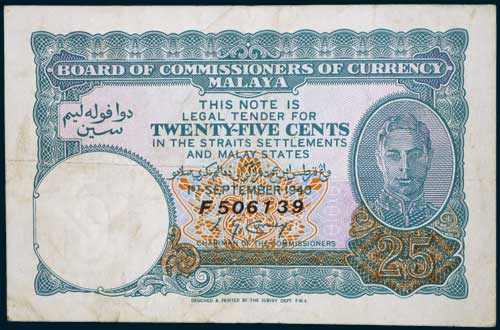 BOARD OF COMMISSIONERS OF CURRENCY
MALAYA
THIS NOTE IS
LEGAL TENDER FOR
TWENTY-FIVE CENTS
IN THE STRAITS SETTLEMENTS
AND MALAY STATES
دوا ڤوله ليم
سين
1ST SEPTEMBER 1940
F 506139
CHAIRMAN OF THE COMMISSIONERS
25
DESIGNED & PRINTED BY THE SURVEY DEPT. F.M.S.